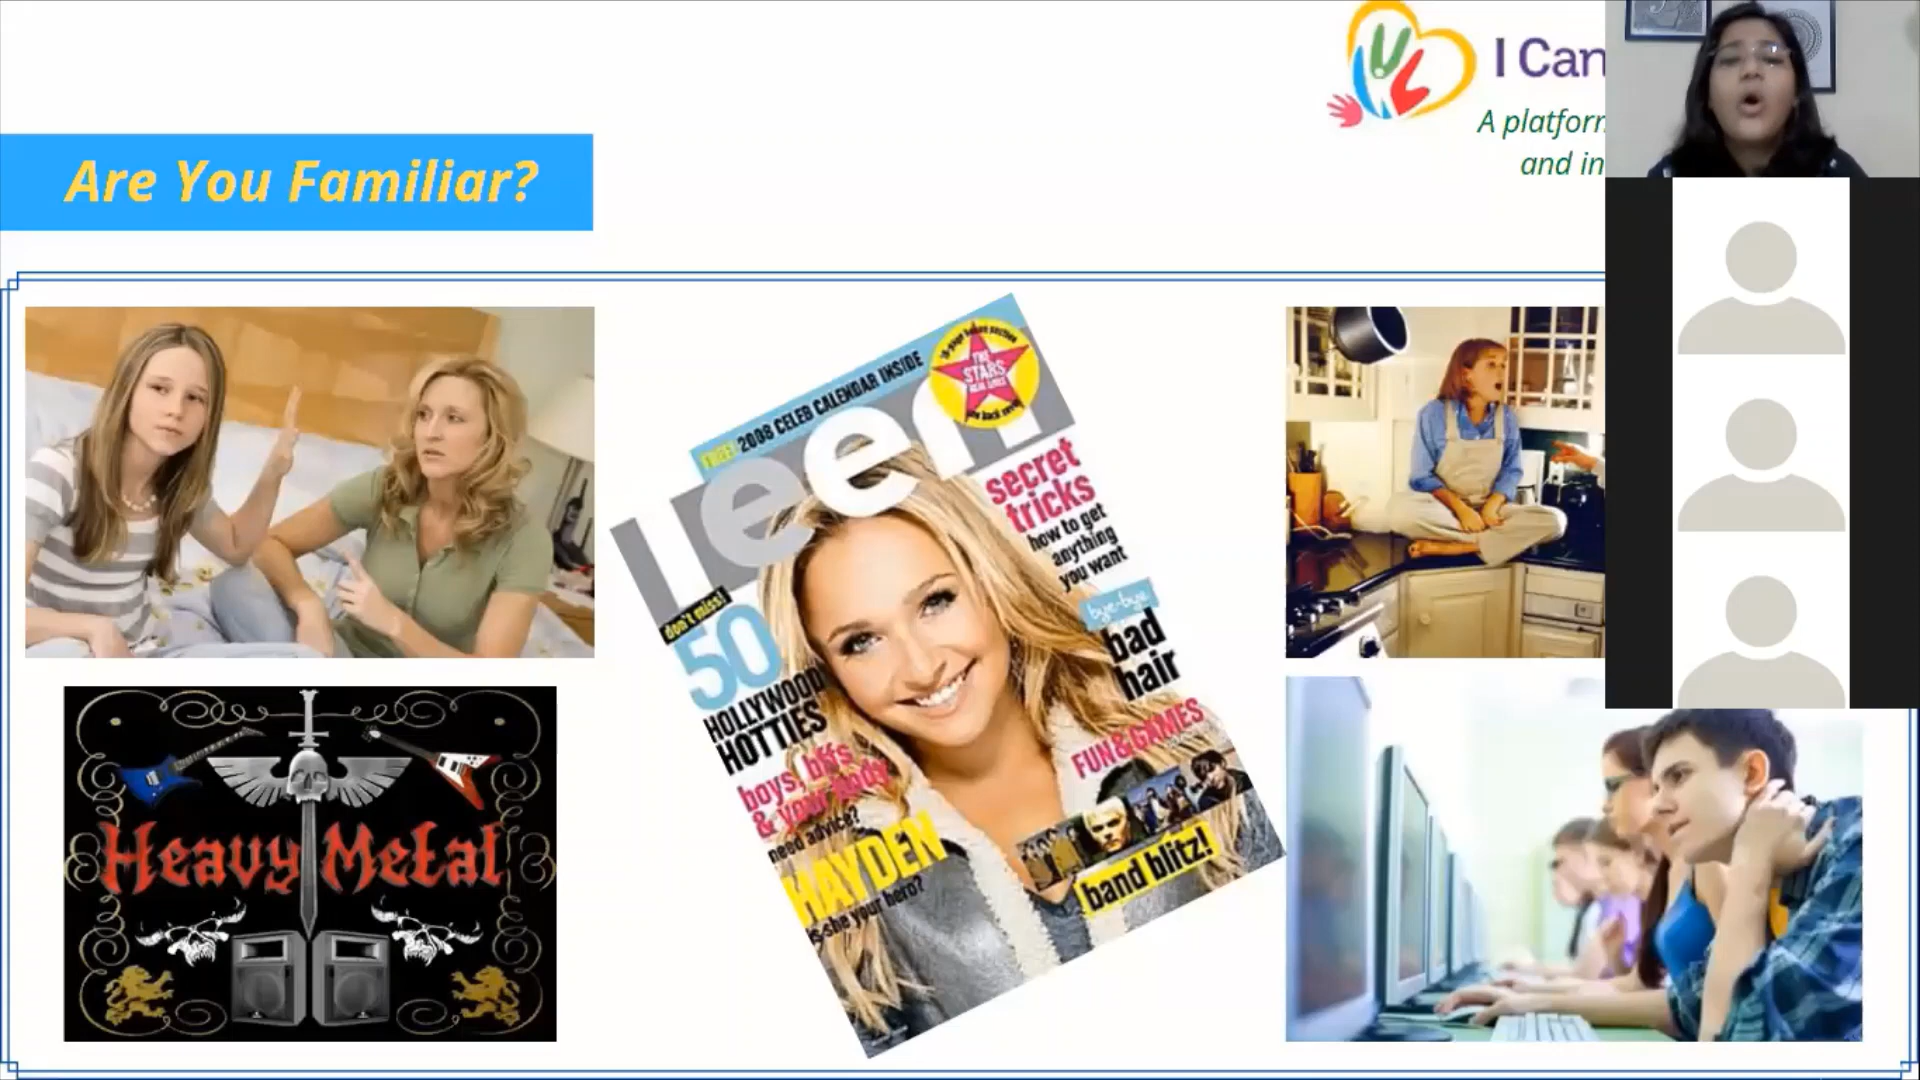 I Can
A platform
and in
Are You Familiar?
FREE! 2008 CELEB CALENDAR INSIDE
THE
STARS
teen
secret
tricks
how to get
anything
you want
don't miss!
50
HOLLYWOOD
HOTTIES
bye-bye
bad
hair
boys, bffs
& your body
need advice?
FUN & GAMES
HAYDEN
is she your hero?
band blitz!
Heavy Metal